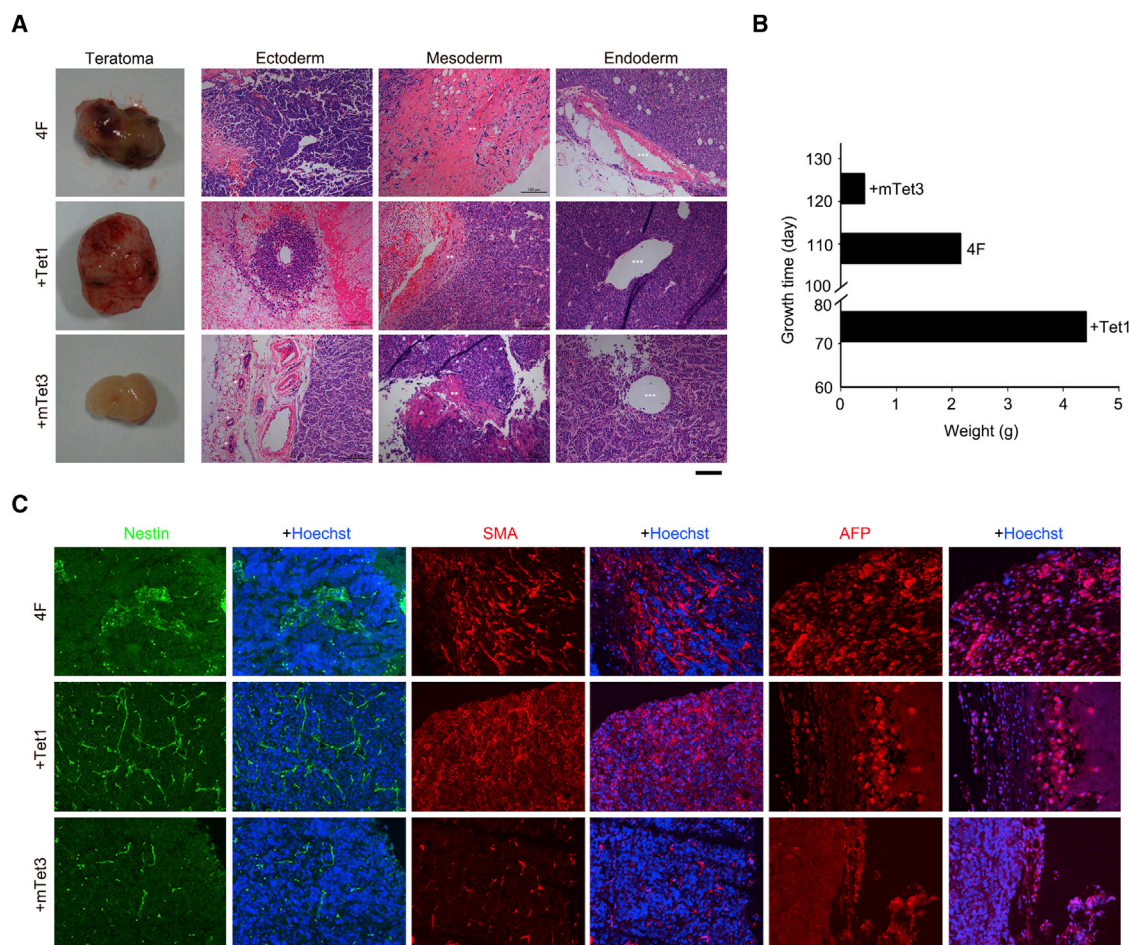 A
Teratoma Ectoderm Mesoderm Endoderm
4F
** ***
+Tet1
** ***
+mTet3
* ** ***
B
130
120
110
100
80
70
60
Growth time (day)
+mTet3
4F
+Tet1
0 1 2 3 4 5
Weight (g)
C
Nestin +Hoechst SMA +Hoechst AFP +Hoechst
4F
+Tet1
+mTet3